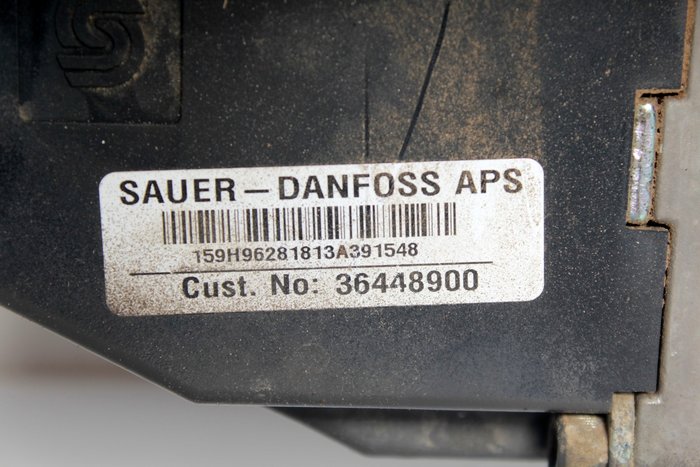 SAUER – DANFOSS APS
159H96281813A391548
Cust. No: 36448900